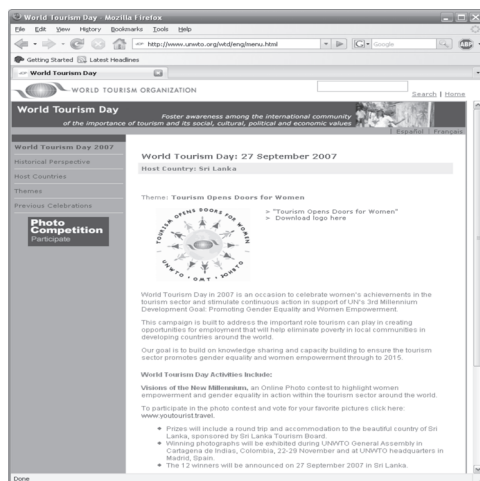 World Tourism Day - Mozilla Firefox
File Edit View History Bookmarks Tools Help
http://www.unwto.org/wtd/eng/menu.html
Google
ABP
Getting Started Latest Headlines
World Tourism Day
WORLD TOURISM ORGANIZATION
Search | Home
World Tourism Day
Foster awareness among the international community
of the importance of tourism and its social, cultural, political and economic values
| Español | Français
World Tourism Day 2007
Historical Perspective
Host Countries
Themes
Previous Celebrations
Photo
Competition
Participate
World Tourism Day: 27 September 2007
Host Country: Sri Lanka
Theme: Tourism Opens Doors for Women
TOURISM OPENS DOORS FOR WOMEN
UNWTO • OMT • ЮНВТО
> "Tourism Opens Doors for Women"
> Download logo here
World Tourism Day in 2007 is an occasion to celebrate women's achievements in the
tourism sector and stimulate continuous action in support of UN's 3rd Millennium
Development Goal: Promoting Gender Equality and Women Empowerment.
This campaign is built to address the important role tourism can play in creating
opportunities for employment that will help eliminate poverty in local communities in
developing countries around the world.
Our goal is to build on knowledge sharing and capacity building to ensure the tourism
sector promotes gender equality and women empowerment through to 2015.
World Tourism Day Activities Include:
Visions of the New Millennium, an Online Photo contest to highlight women
empowerment and gender equality in action within the tourism sector around the world.
To participate in the photo contest and vote for your favorite pictures click here:
www.youtourist.travel.
Prizes will include a round trip and accommodation to the beautiful country of Sri
Lanka, sponsored by Sri Lanka Tourism Board.
Winning photographs will be exhibited during UNWTO General Assembly in
Cartagena de Indias, Colombia, 22-29 November and at UNWTO headquarters in
Madrid, Spain.
The 12 winners will be announced on 27 September 2007 in Sri Lanka.
Done